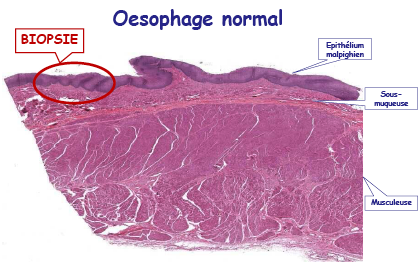 Oesophage normal
BIOPSIE
Epithélium
malpighien
Sous-
muqueuse
Musculeuse